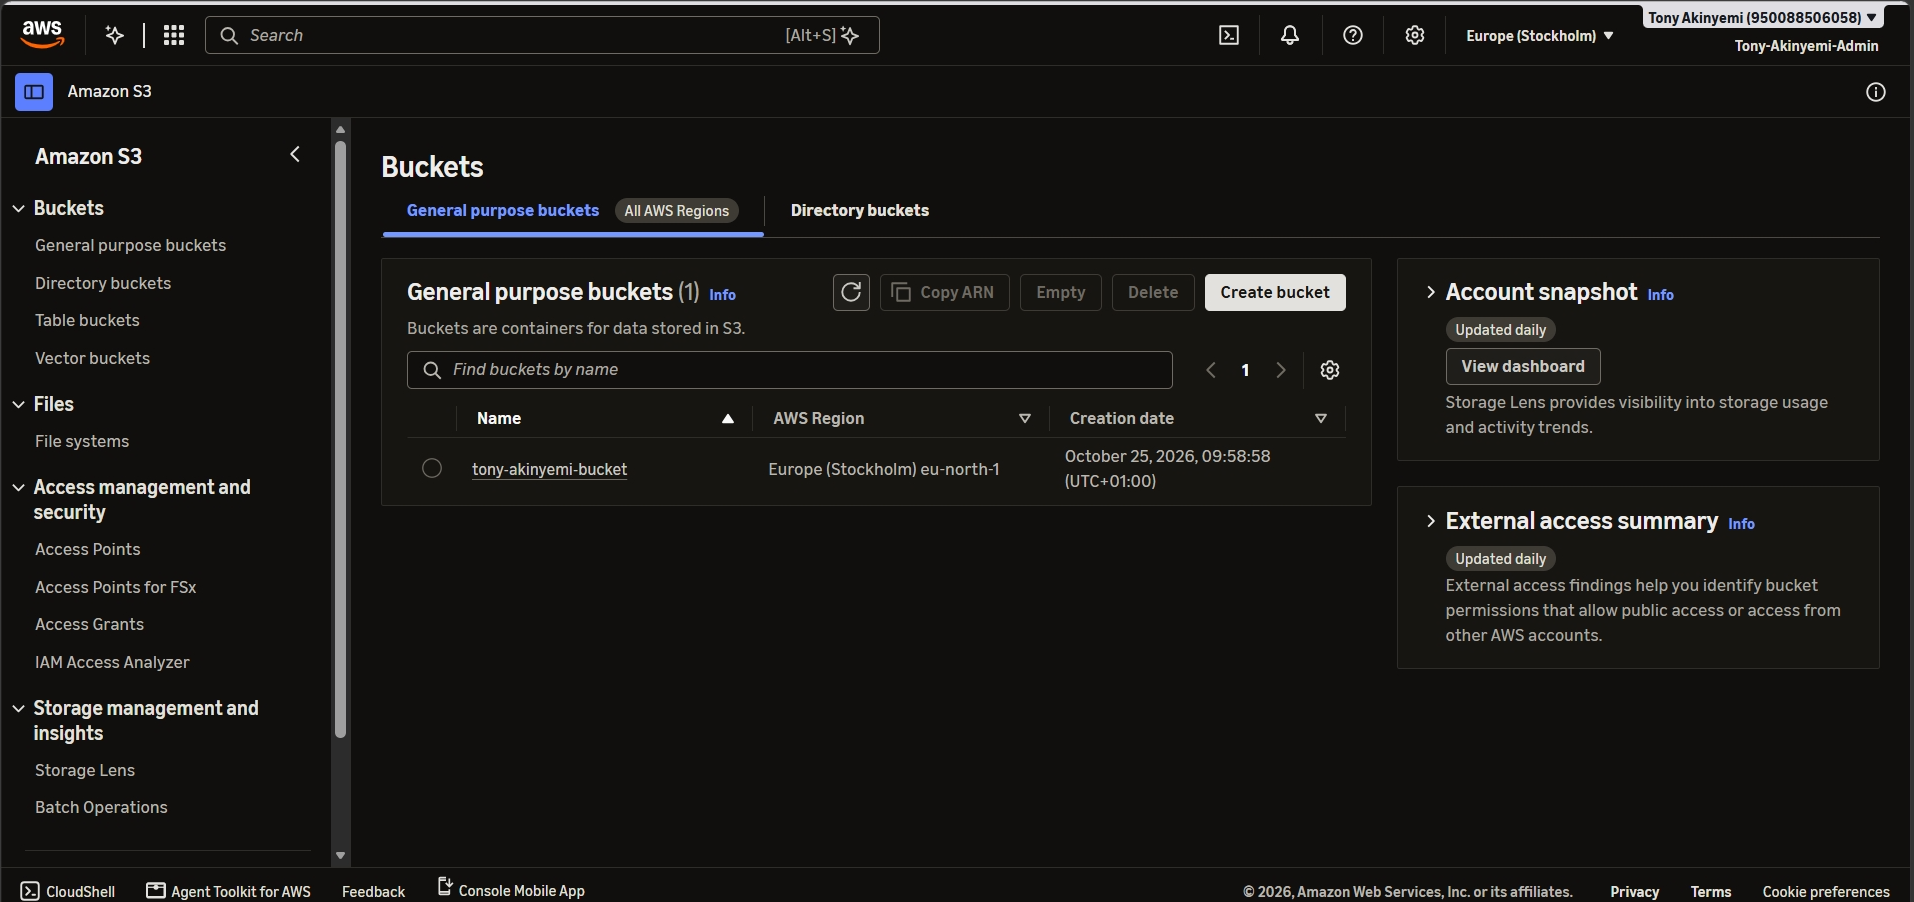 aws
Search
[Alt+S]
Europe (Stockholm)
Tony Akinyemi (950088506058)
Tony-Akinyemi-Admin
Amazon S3
Amazon S3
Buckets
General purpose buckets
Directory buckets
Table buckets
Vector buckets
Files
File systems
Access management and
security
Access Points
Access Points for FSx
Access Grants
IAM Access Analyzer
Storage management and
insights
Storage Lens
Batch Operations
Buckets
General purpose buckets All AWS Regions
Directory buckets
General purpose buckets (1) Info
Copy ARN
Empty
Delete
Create bucket
Buckets are containers for data stored in S3.
Find buckets by name
1
Name
AWS Region
Creation date
tony-akinyemi-bucket
Europe (Stockholm) eu-north-1
October 25, 2026, 09:58:58
(UTC+01:00)
Account snapshot Info
Updated daily
View dashboard
Storage Lens provides visibility into storage usage
and activity trends.
External access summary Info
Updated daily
External access findings help you identify bucket
permissions that allow public access or access from
other AWS accounts.
CloudShell
Agent Toolkit for AWS
Feedback
Console Mobile App
© 2026, Amazon Web Services, Inc. or its affiliates.
Privacy
Terms
Cookie preferences